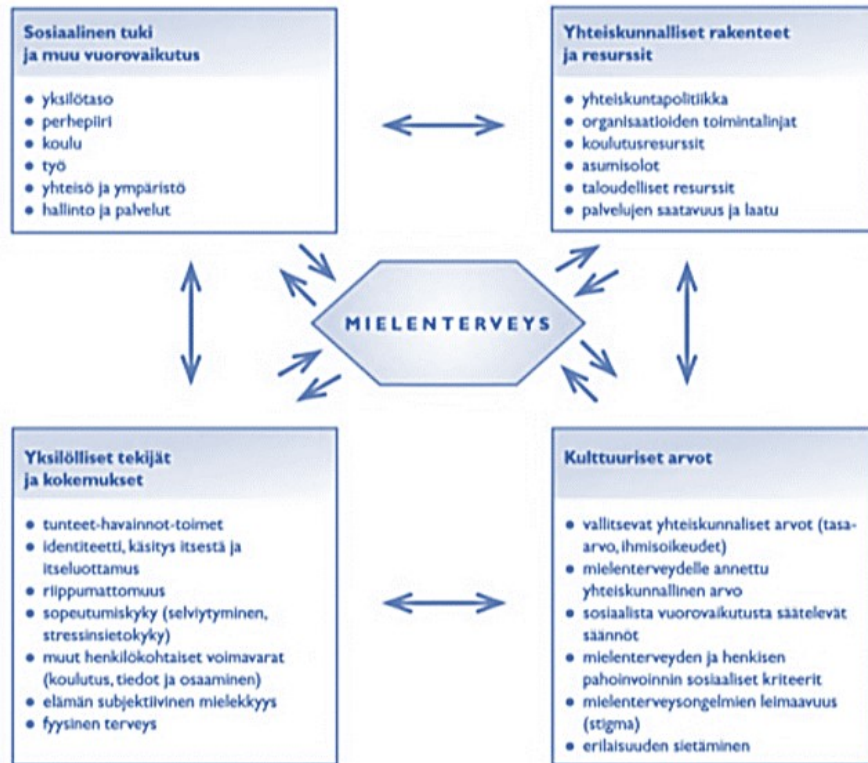 Sosiaalinen tuki
ja muu vuorovaikutus
• yksilötaso
• perhepiiri
• koulu
• työ
• yhteisö ja ympäristö
• hallinto ja palvelut
Yhteiskunnalliset rakenteet
ja resurssit
• yhteiskuntapolitiikka
• organisaatioiden toimintalinjat
• koulutusresurssit
• asumisolot
• taloudelliset resurssit
• palvelujen saatavuus ja laatu
MIELENTERVEYS
Yksilölliset tekijät
ja kokemukset
• tunteet-havainnot-toimet
• identiteetti, käsitys itsestä ja
itseluottamus
• riippumattomuus
• sopeutumiskyky (selviytyminen,
stressinsietokyky)
• muut henkilökohtaiset voimavarat
(koulutus, tiedot ja osaaminen)
• elämän subjektiivinen mielekkyys
• fyysinen terveys
Kulttuuriset arvot
• vallitsevat yhteiskunnaliset arvot (tasa-
arvo, ihmisoikeudet)
• mielenterveydelle annettu
yhteiskunnallinen arvo
• sosiaalista vuorovaikutusta säätelevät
säännöt
• mielenterveyden ja henkisen
pahoinvoinnin sosiaaliset kriteerit
• mielenterveysongelmien leimaavuus
(stigma)
• erilaisuuden sietäminen